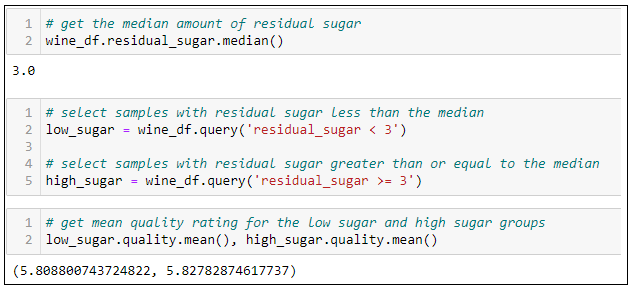 1 # get the median amount of residual sugar
2 wine_df.residual_sugar.median()
3.0
1 # select samples with residual sugar less than the median
2 low_sugar = wine_df.query('residual_sugar < 3')
3
4 # select samples with residual sugar greater than or equal to the median
5 high_sugar = wine_df.query('residual_sugar >= 3')
1 # get mean quality rating for the low sugar and high sugar groups
2 low_sugar.quality.mean(), high_sugar.quality.mean()
(5.808800743724822, 5.82782874617737)